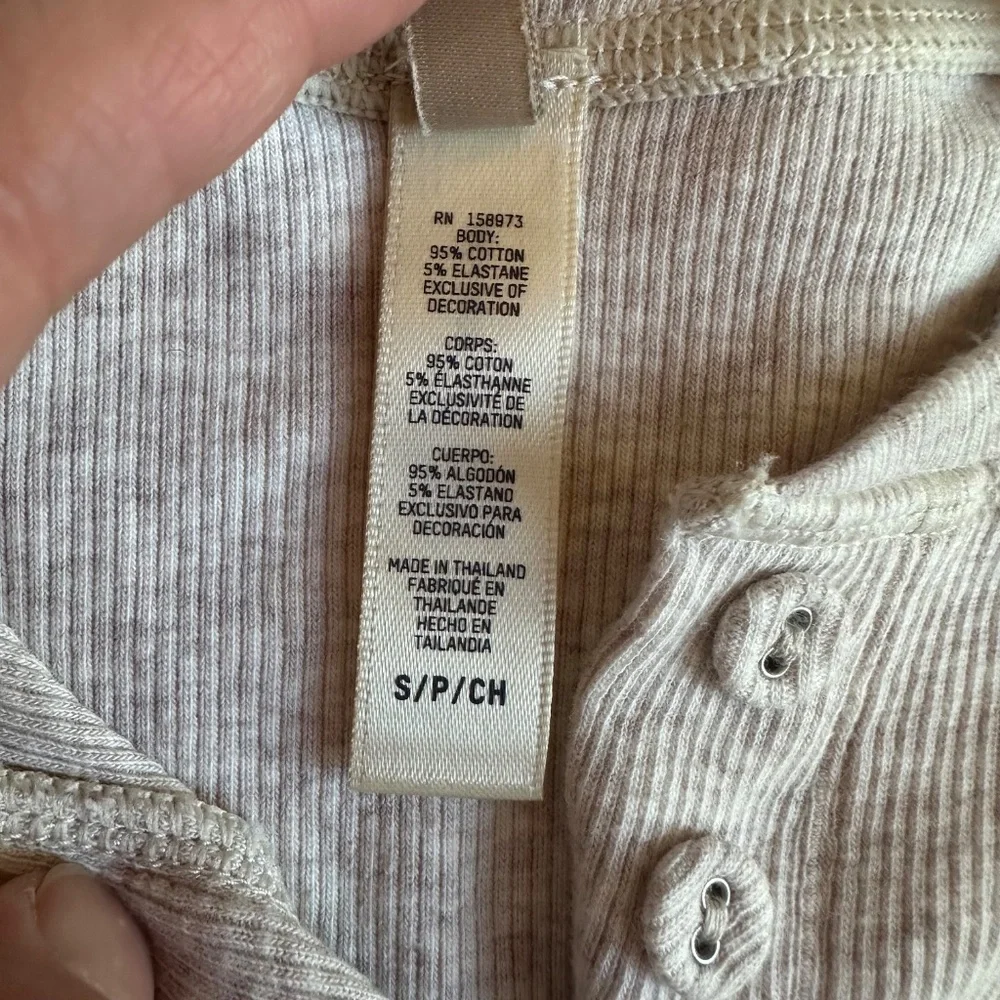 RN 158973
BODY:
95% COTTON
5% ELASTANE
EXCLUSIVE OF
DECORATION
CORPS:
95% COTON
5% ÉLASTHANNE
EXCLUSIVITÉ DE
LA DÉCORATION
CUERPO:
95% ALGODÓN
5% ELASTANO
EXCLUSIVO PARA
DECORACIÓN
MADE IN THAILAND
FABRIQUÉ EN
THAILANDE
HECHO EN
TAILANDIA
S/P/CH